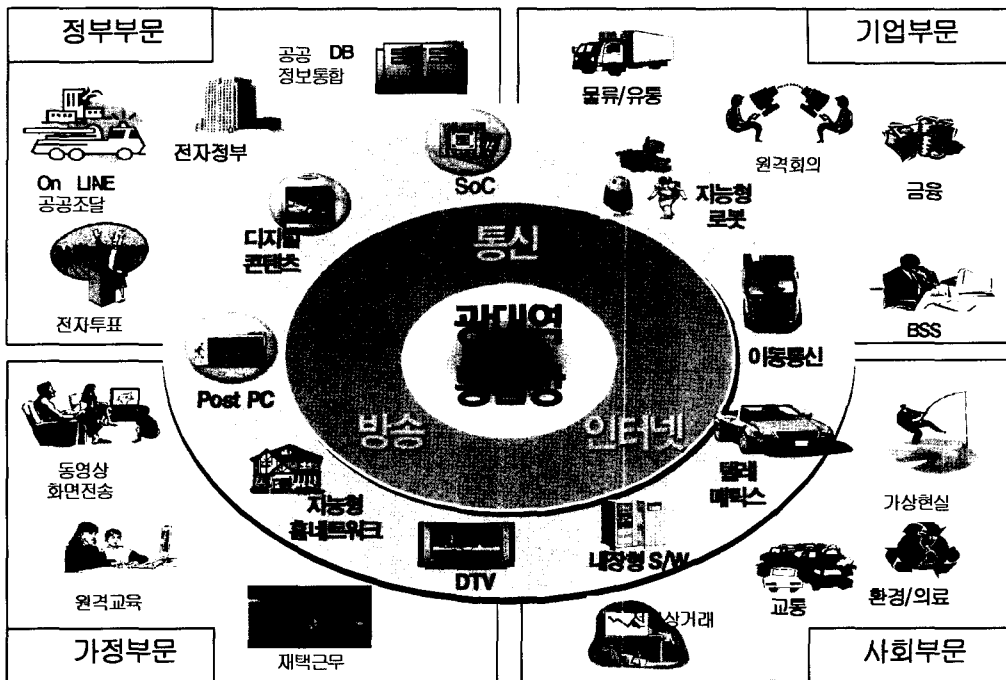 정부부문
공공 DB
정보통합
전자정부
On LINE
공공조달
전자투표
기업부문
물류/유통
원격회의
금융
BSS
SoC
디지털
콘텐츠
Post PC
지능형
로봇
이동통신
텔레
매틱스
내장형 S/W
DTV
지능형
홈네트워크
통신
방송
인터넷
광대역
동영상
화면전송
원격교육
재택근무
가정부문
가상현실
교통
환경/의료
상거래
사회부문